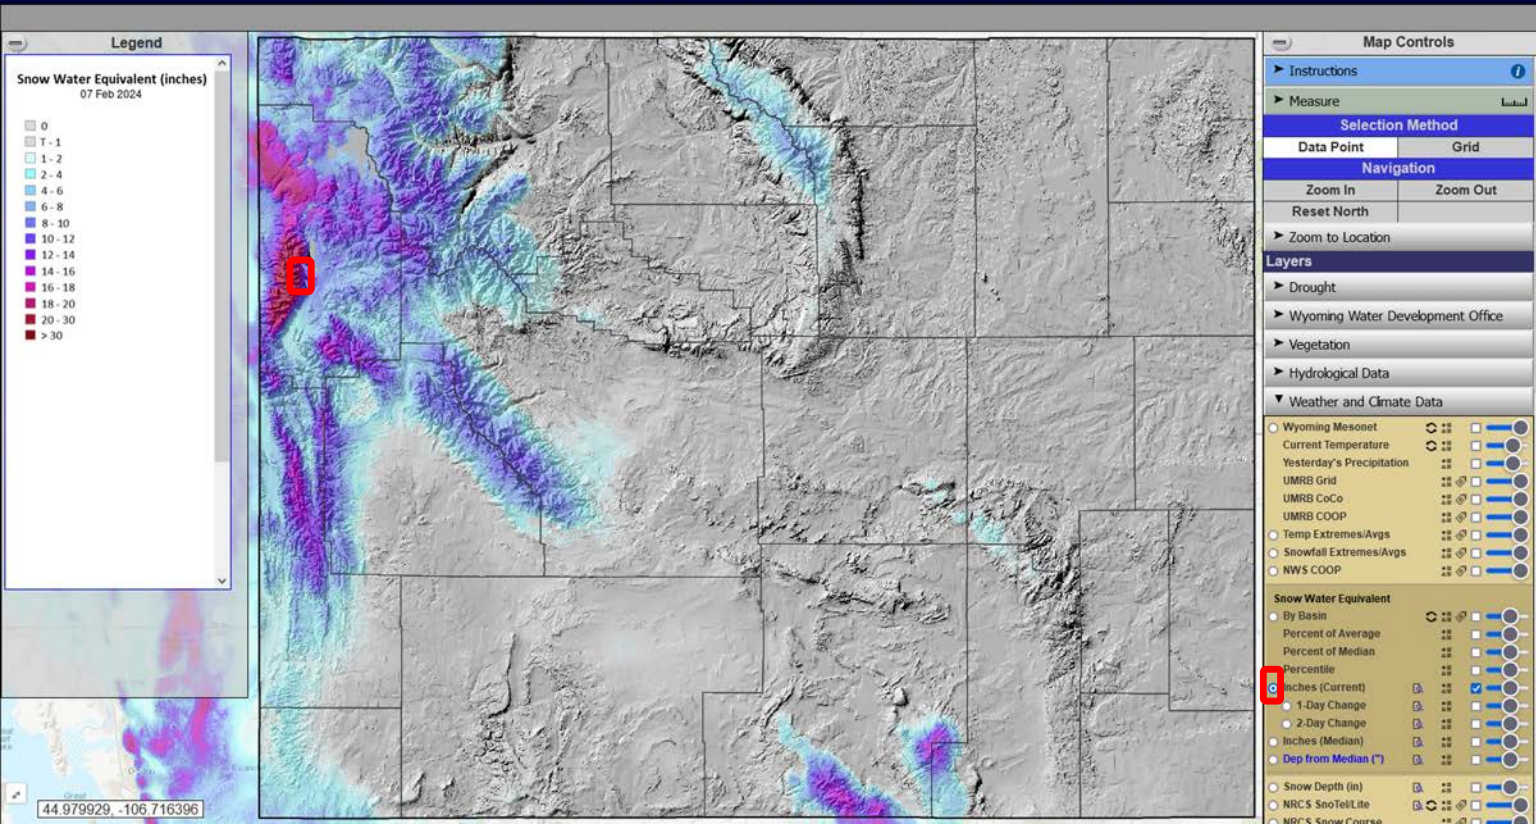 Legend
Snow Water Equivalent (inches)
07 Feb 2024
0
T - 1
1 - 2
2 - 4
4 - 6
6 - 8
8 - 10
10 - 12
12 - 14
14 - 16
16 - 18
18 - 20
20 - 30
> 30
44.979929, -106.716396
Map Controls
Instructions
Measure
Selection Method
Data Point Grid
Navigation
Zoom In Zoom Out
Reset North
Zoom to Location
Layers
Drought
Wyoming Water Development Office
Vegetation
Hydrological Data
Weather and Climate Data
Wyoming Mesonet
Current Temperature
Yesterday's Precipitation
UMRB Grid
UMRB CoCo
UMRB COOP
Temp Extremes/Avgs
Snowfall Extremes/Avgs
NWS COOP
Snow Water Equivalent
By Basin
Percent of Average
Percent of Median
Percentile
Inches (Current)
1-Day Change
2-Day Change
Inches (Median)
Dep from Median (")
Snow Depth (in)
NRCS SnoTel/Lite
NRCS Snow Course